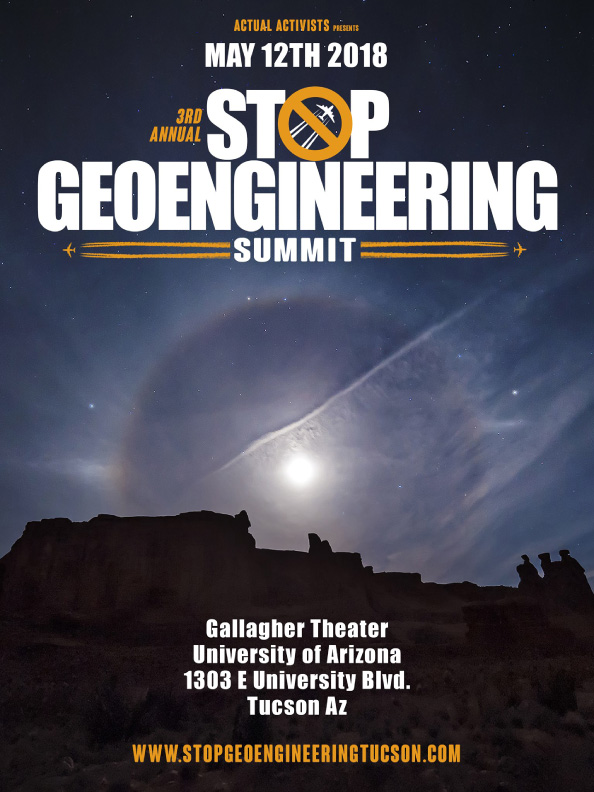 ACTUAL ACTIVISTS PRESENTS
MAY 12TH 2018
3RD
ANNUAL
STOP
GEOENGINEERING
SUMMIT
Gallagher Theater
University of Arizona
1303 E University Blvd.
Tucson Az
WWW.STOPGEOENGINEERINGTUCSON.COM